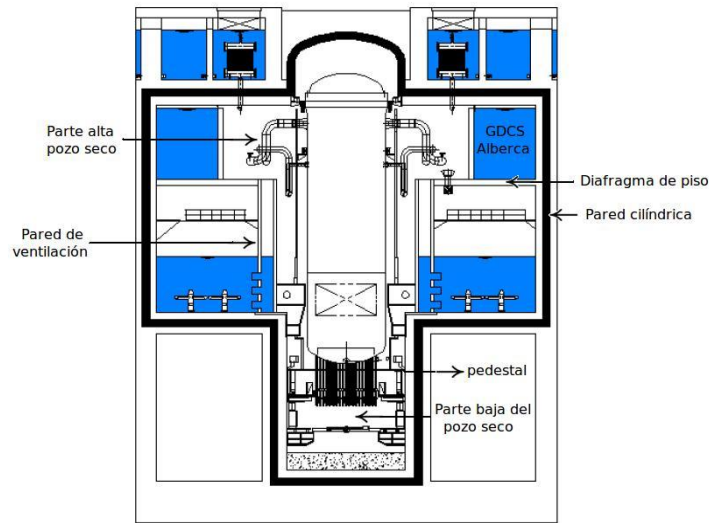 Parte alta
pozo seco
GDCS
Alberca
Diafragma de piso
Pared cilíndrica
Pared de
ventilación
pedestal
Parte baja del
pozo seco